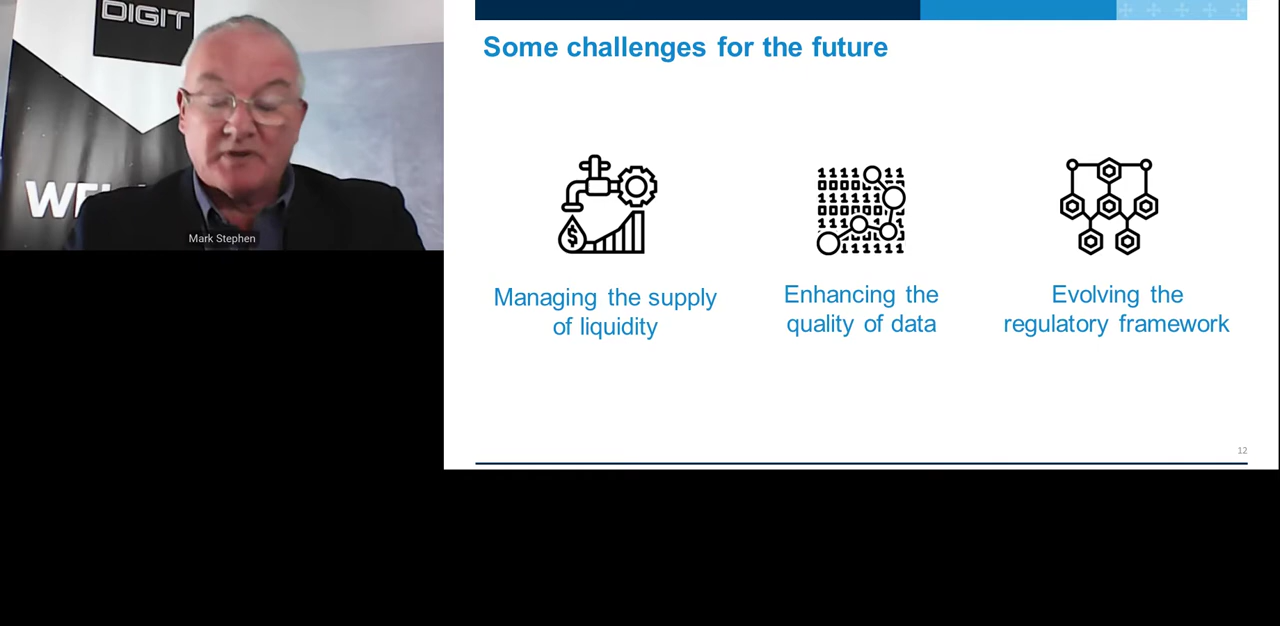 DIGIT
WEL
Mark Stephen
Some challenges for the future
Managing the supply
of liquidity
Enhancing the
quality of data
Evolving the
regulatory framework
12